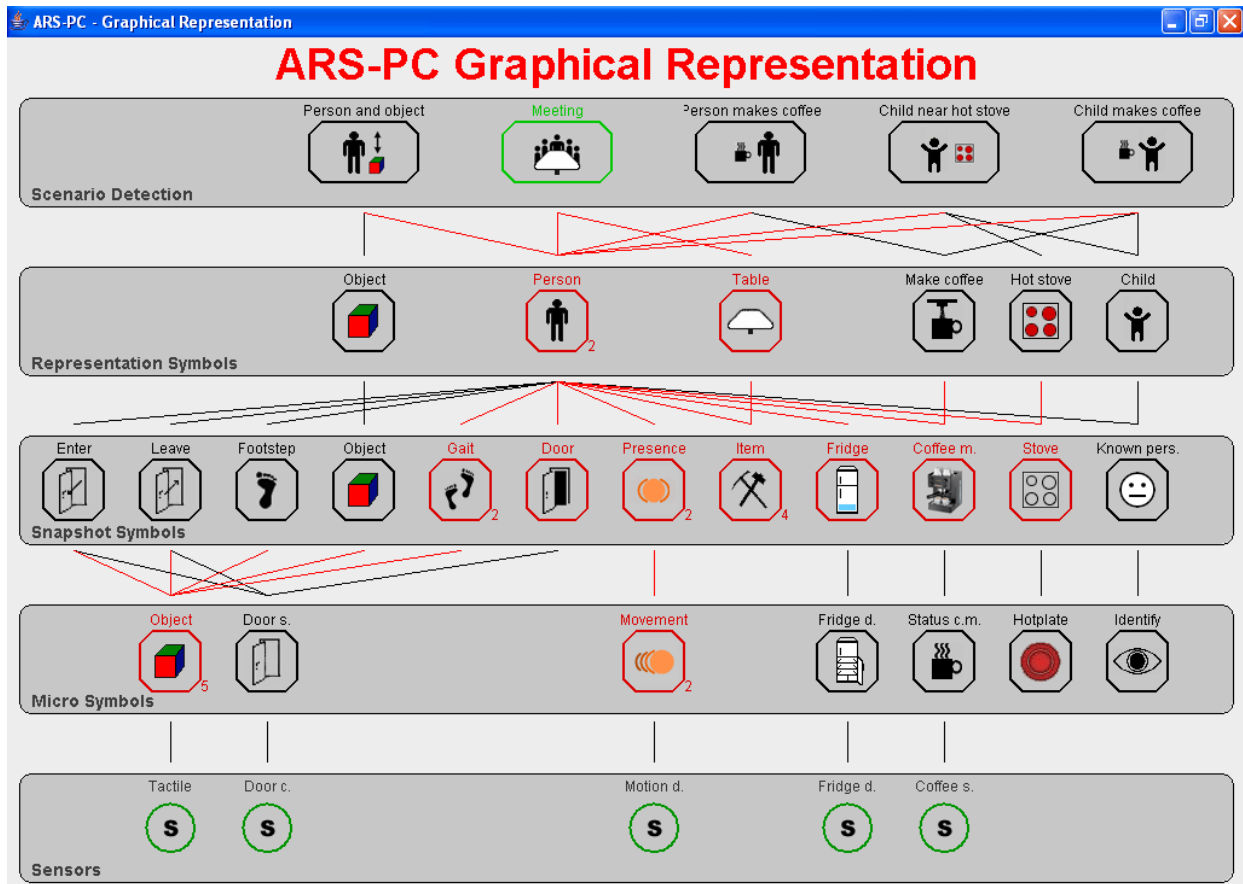 ARS-PC - Graphical Representation
ARS-PC Graphical Representation
Person and object Meeting Person makes coffee Child near hot stove Child makes coffee
Scenario Detection
Object Person Table Make coffee Hot stove Child
2
Representation Symbols
Enter Leave Footstep Object Gait Door Presence Item Fridge Coffee m. Stove Known pers.
2 2 4
Snapshot Symbols
Object Door s. Movement Fridge d. Status c.m. Hotplate Identify
5 2
Micro Symbols
Tactile Door c. Motion d. Fridge d. Coffee s.
S S S S S
Sensors